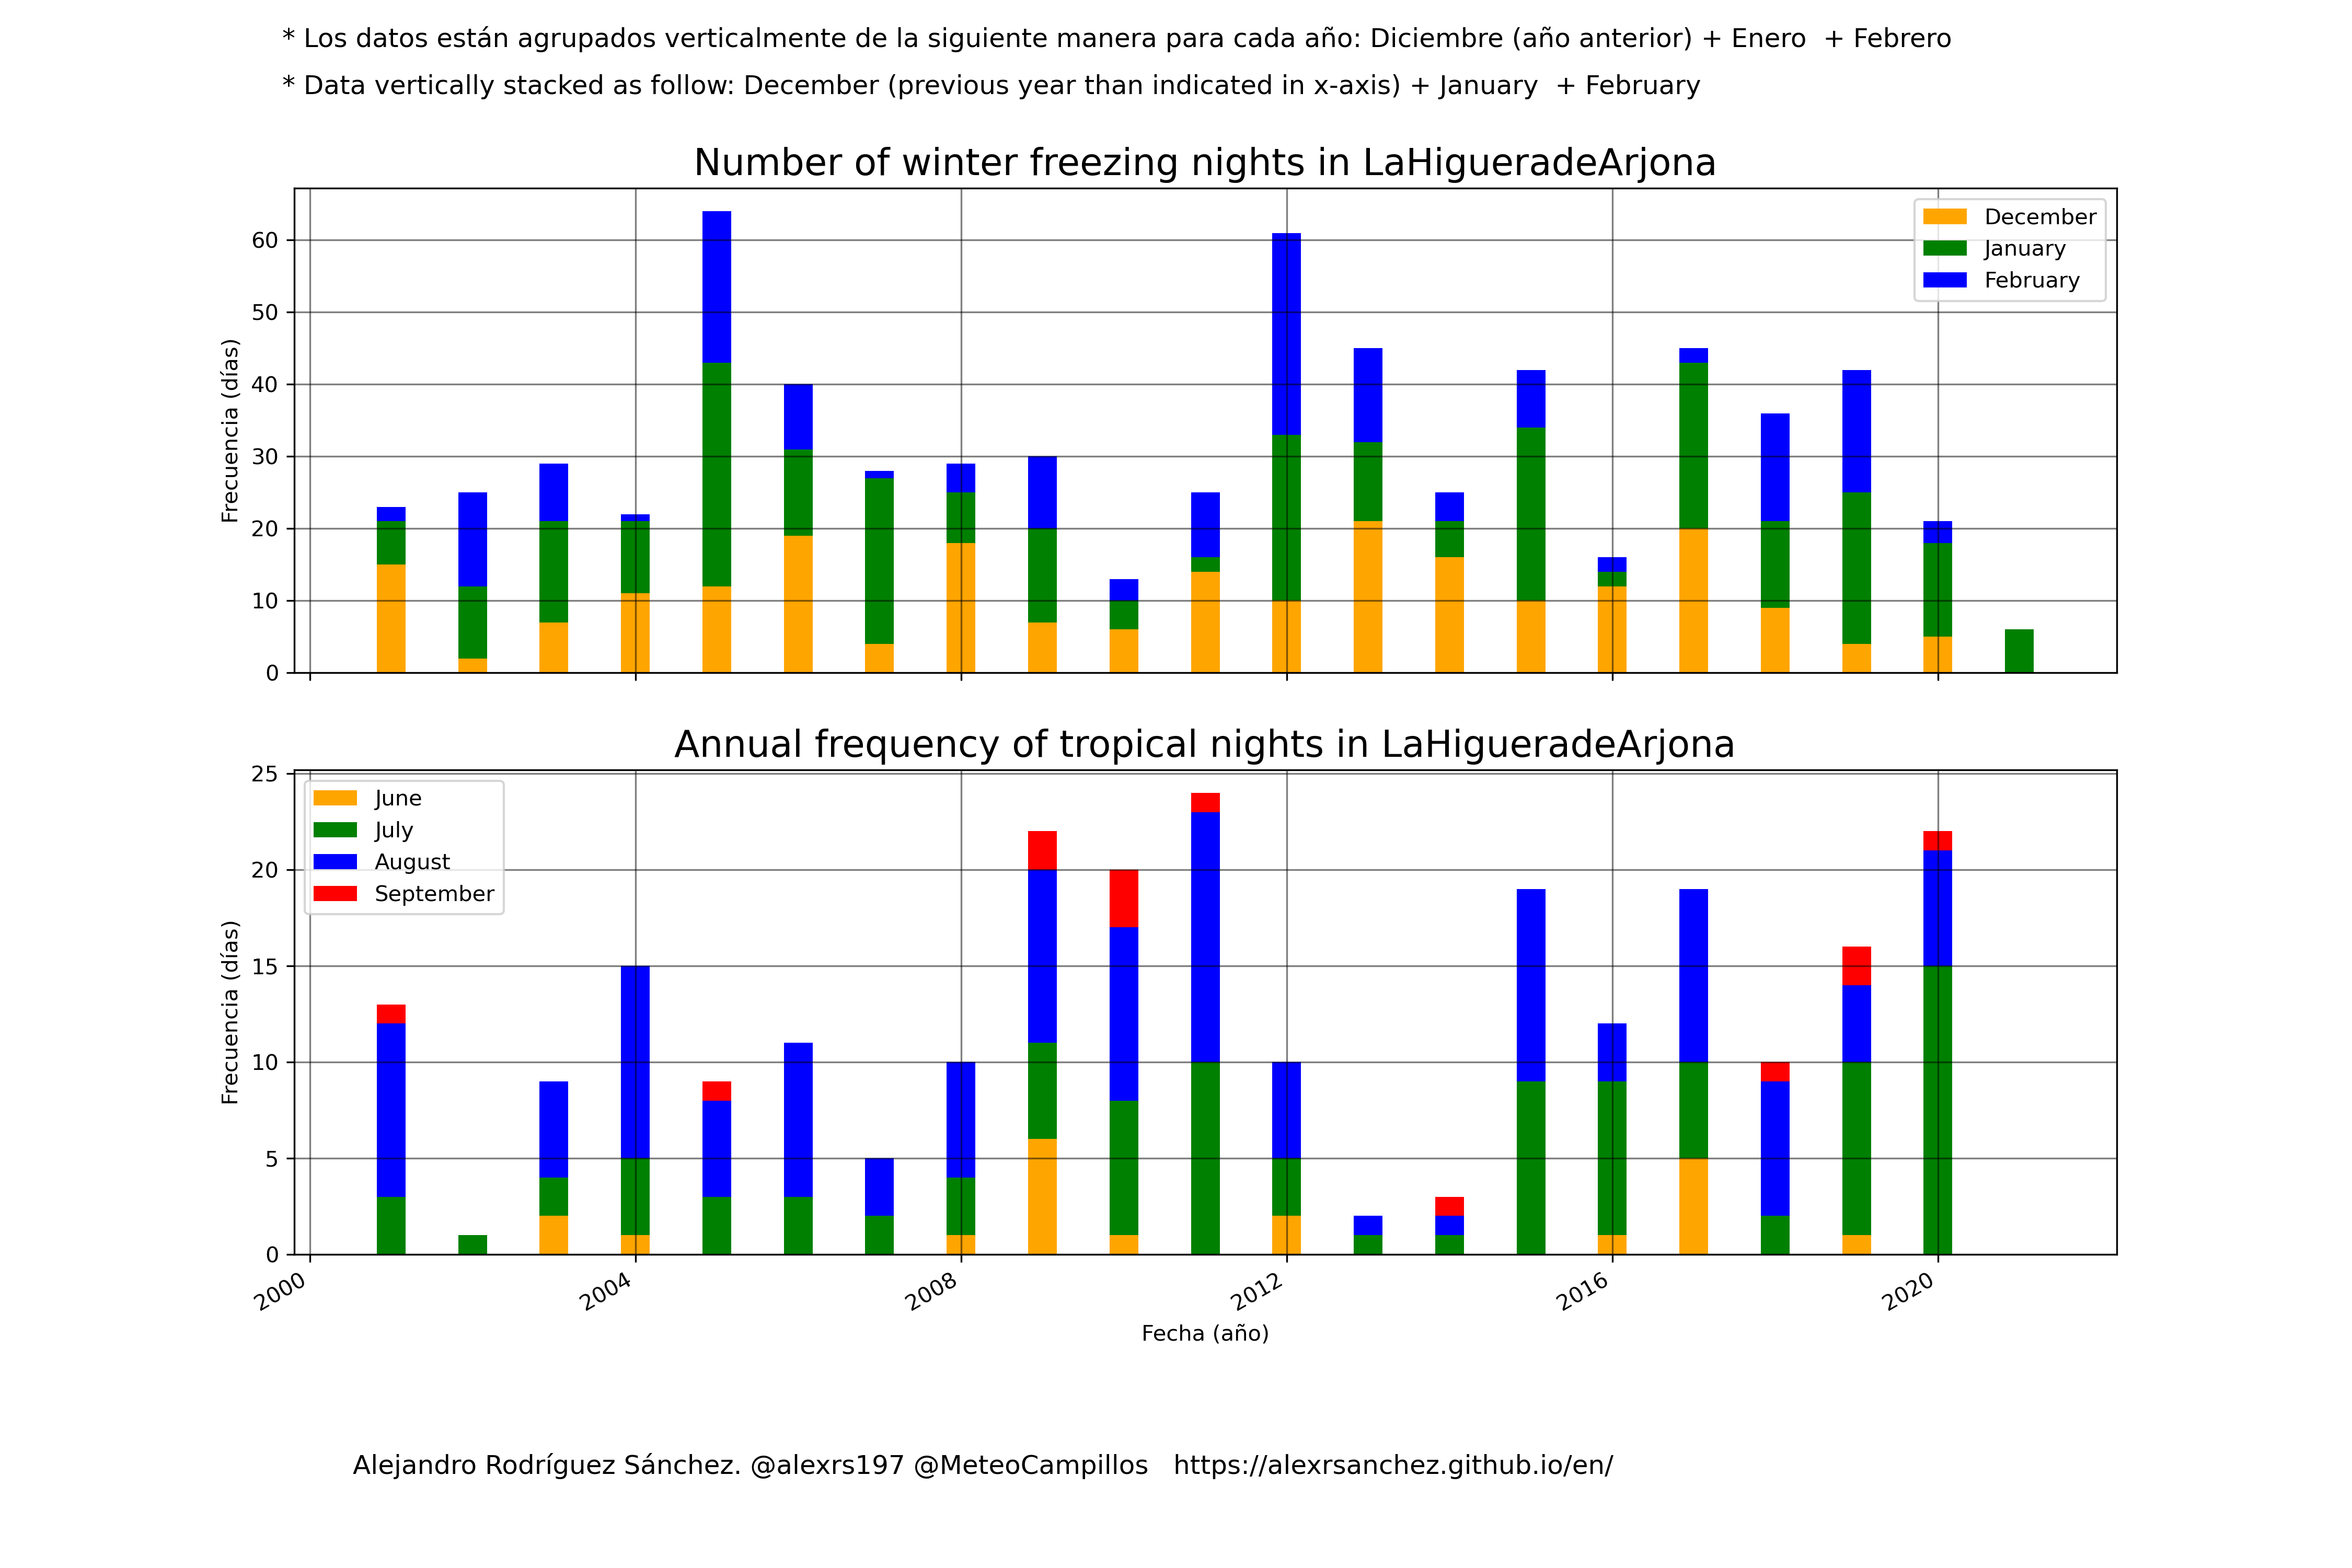 * Los datos están agrupados verticalmente de la siguiente manera para cada año: Diciembre (año anterior) + Enero  + Febrero
* Data vertically stacked as follow: December (previous year than indicated in x-axis) + January  + February
Number of winter freezing nights in LaHigueradeArjona
Frecuencia (días)
60
50
40
30
20
10
0
December
January
February
Annual frequency of tropical nights in LaHigueradeArjona
Frecuencia (días)
25
20
15
10
5
0
June
July
August
September
2000
2004
2008
2012
2016
2020
Fecha (año)
Alejandro Rodríguez Sánchez. @alexrs197 @MeteoCampillos   https://alexrsanchez.github.io/en/